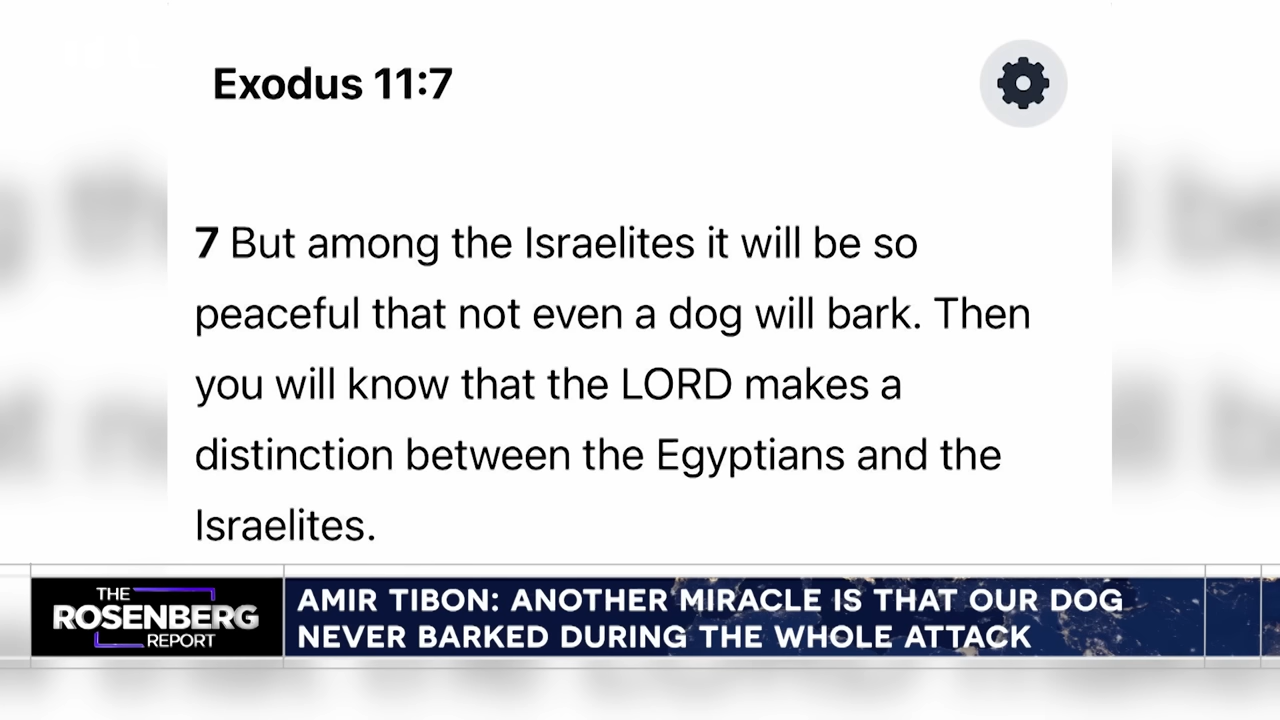 Exodus 11:7
7 But among the Israelites it will be so
peaceful that not even a dog will bark. Then
you will know that the LORD makes a
distinction between the Egyptians and the
Israelites.
THE
ROSENBERG
REPORT
AMIR TIBON: ANOTHER MIRACLE IS THAT OUR DOG
NEVER BARKED DURING THE WHOLE ATTACK